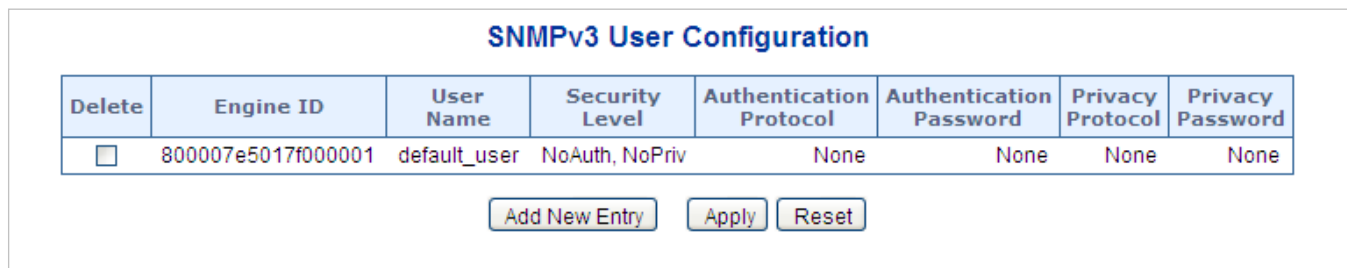 SNMPv3 User Configuration
Delete Engine ID User Name Security Level Authentication Protocol Authentication Password Privacy Protocol Privacy Password
800007e5017f000001 default_user NoAuth, NoPriv None None None None
Add New Entry Apply Reset